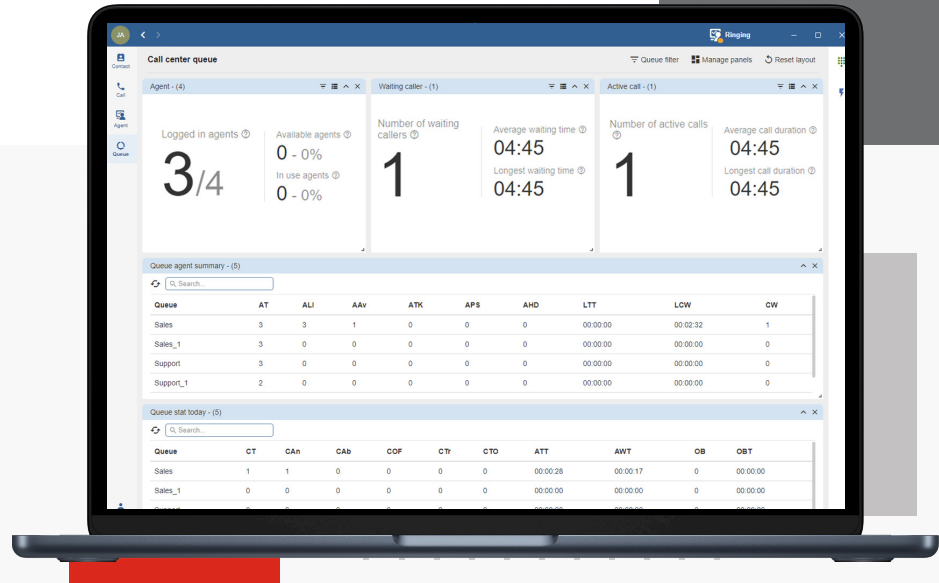 JA
Ringing
Contact
Call
Agent
Queue
Call center queue
Queue filter
Manage panels
Reset layout
Agent - (4)
Logged in agents
3/4
Available agents
0 - 0%
In use agents
0 - 0%
Waiting caller - (1)
Number of waiting
callers
1
Average waiting time
04:45
Longest waiting time
04:45
Active call - (1)
Number of active calls
1
Average call duration
04:45
Longest call duration
04:45
Queue agent summary - (5)
Search...
Queue AT ALI AAv ATK APS AHD LTT LCW CW
Sales 3 3 1 0 0 0 00:00:00 00:02:32 1
Sales_1 3 0 0 0 0 0 00:00:00 00:00:00 0
Support 3 0 0 0 0 0 00:00:00 00:00:00 0
Support_1 2 0 0 0 0 0 00:00:00 00:00:00 0
Queue stat today - (5)
Search...
Queue CT CAn CAb COF CTr CTO ATT AWT OB OBT
Sales 1 1 0 0 0 0 00:00:28 00:00:17 0 00:00:00
Sales_1 0 0 0 0 0 0 00:00:00 00:00:00 0 00:00:00